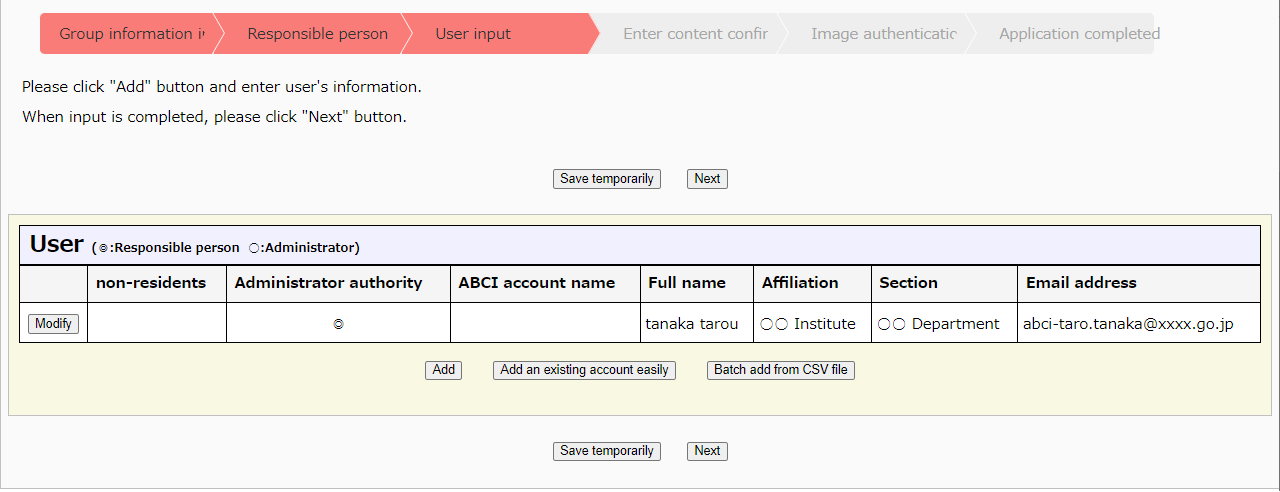 Group information i
Responsible person
User input
Enter content confir
Image authenticatic
Application completed
Please click "Add" button and enter user's information.
When input is completed, please click "Next" button.
Save temporarily Next
User (◎:Responsible person ○:Administrator)
non-residents Administrator authority ABCI account name Full name Affiliation Section Email address
Modify ◎ tanaka tarou ○○ Institute ○○ Department abci-taro.tanaka@xxxx.go.jp
Add Add an existing account easily Batch add from CSV file
Save temporarily Next